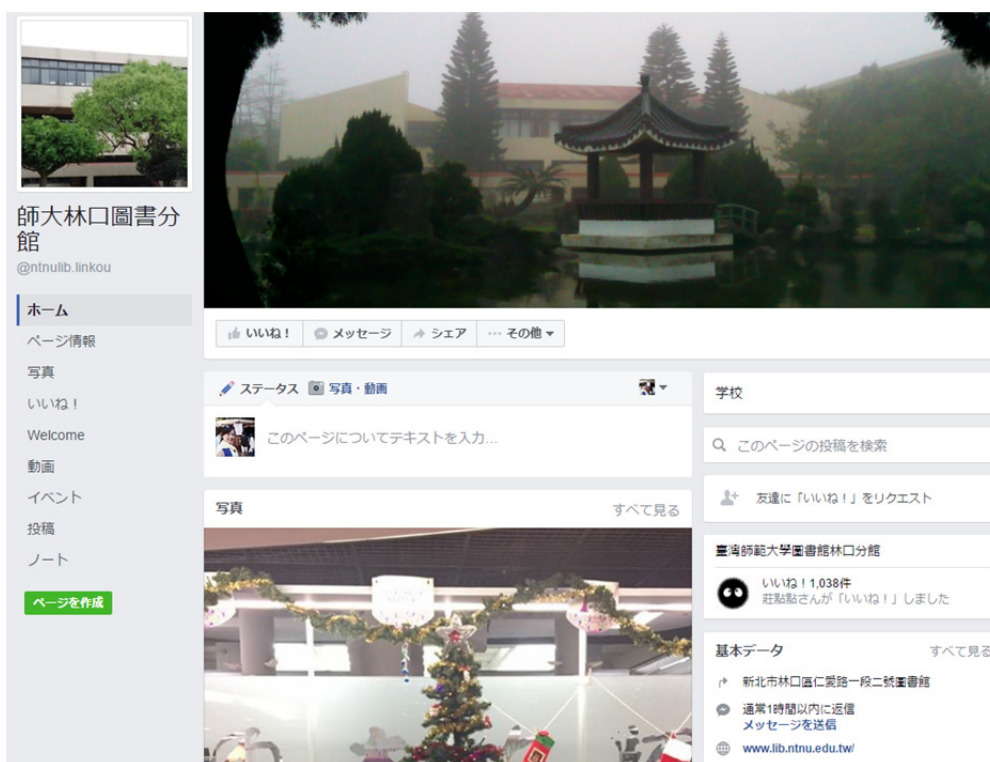 師大林口圖書分
館
@ntnulib.linkou
ホーム
ページ情報
写真
いいね！
Welcome
動画
イベント
投稿
ノート
ページを作成
いいね！ メッセージ シェア ... その他
ステータス 写真・動画
このページについてテキストを入力...
写真 すべて見る
学校
このページの投稿を検索
友達に「いいね！」をリクエスト
臺灣師範大學圖書館林口分館
いいね！1,038件
莊點點さんが「いいね！」しました
基本データ すべて見る
新北市林口區仁愛路一段二號圖書館
通常1時間以内に返信
メッセージを送信
www.lib.ntnu.edu.tw/